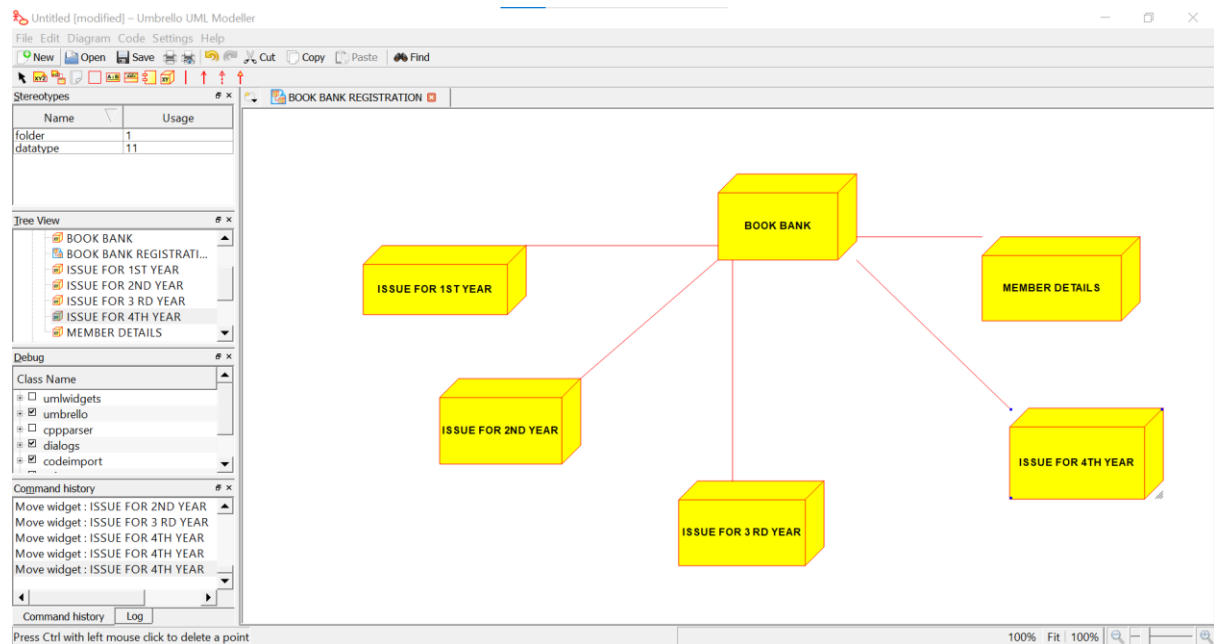 Untitled [modified] – Umbrello UML Modeller
File Edit Diagram Code Settings Help
New Open Save Cut Copy Paste Find
Stereotypes
BOOK BANK REGISTRATION
Name Usage
folder 1
datatype 11
Tree View
BOOK BANK
BOOK BANK REGISTRATI...
ISSUE FOR 1ST YEAR
ISSUE FOR 2ND YEAR
ISSUE FOR 3 RD YEAR
ISSUE FOR 4TH YEAR
MEMBER DETAILS
Debug
Class Name
umlwidgets
umbrello
cppparser
dialogs
codeimport
Command history
Move widget : ISSUE FOR 2ND YEAR
Move widget : ISSUE FOR 3 RD YEAR
Move widget : ISSUE FOR 4TH YEAR
Move widget : ISSUE FOR 4TH YEAR
Move widget : ISSUE FOR 4TH YEAR
Command history Log
BOOK BANK
ISSUE FOR 1ST YEAR
MEMBER DETAILS
ISSUE FOR 2ND YEAR
ISSUE FOR 4TH YEAR
ISSUE FOR 3 RD YEAR
Press Ctrl with left mouse click to delete a point
100% Fit 100%